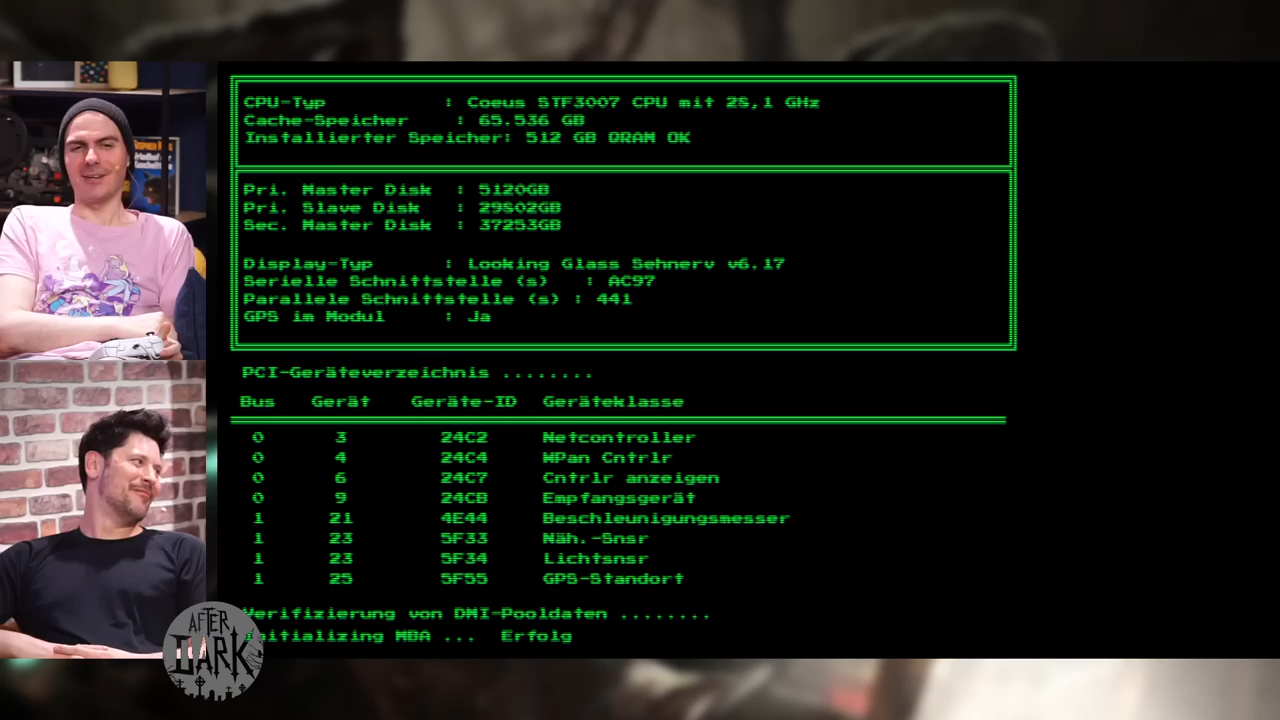 CPU-Typ : Coeus STF3007 CPU mit 28,1 GHz
Cache-Speicher : 65.536 GB
Installierter Speicher: 512 GB DRAM OK
Pri. Master Disk : 5120GB
Pri. Slave Disk : 29802GB
Sec. Master Disk : 37253GB
Display-Typ : Looking Glass Sehnerv v6.17
Serielle Schnittstelle (s) : AC97
Parallele Schnittstelle (s) : 441
GPS im Modul : Ja
PCI-Geräteverzeichnis ........
Bus Gerät Geräte-ID Geräteklasse
0 3 24C2 Netcontroller
0 4 24C4 WPan Cntrlr
0 6 24C7 Cntrlr anzeigen
0 9 24CB Empfangsgerät
1 21 4E44 Beschleunigungsmesser
1 23 5F33 Näh.-Snsr
1 23 5F34 Lichtsnsr
1 25 5F55 GPS-Standort
Verifizierung von DMI-Pooldaten ........
itializing MBA ... Erfolg
AFTER
DARK